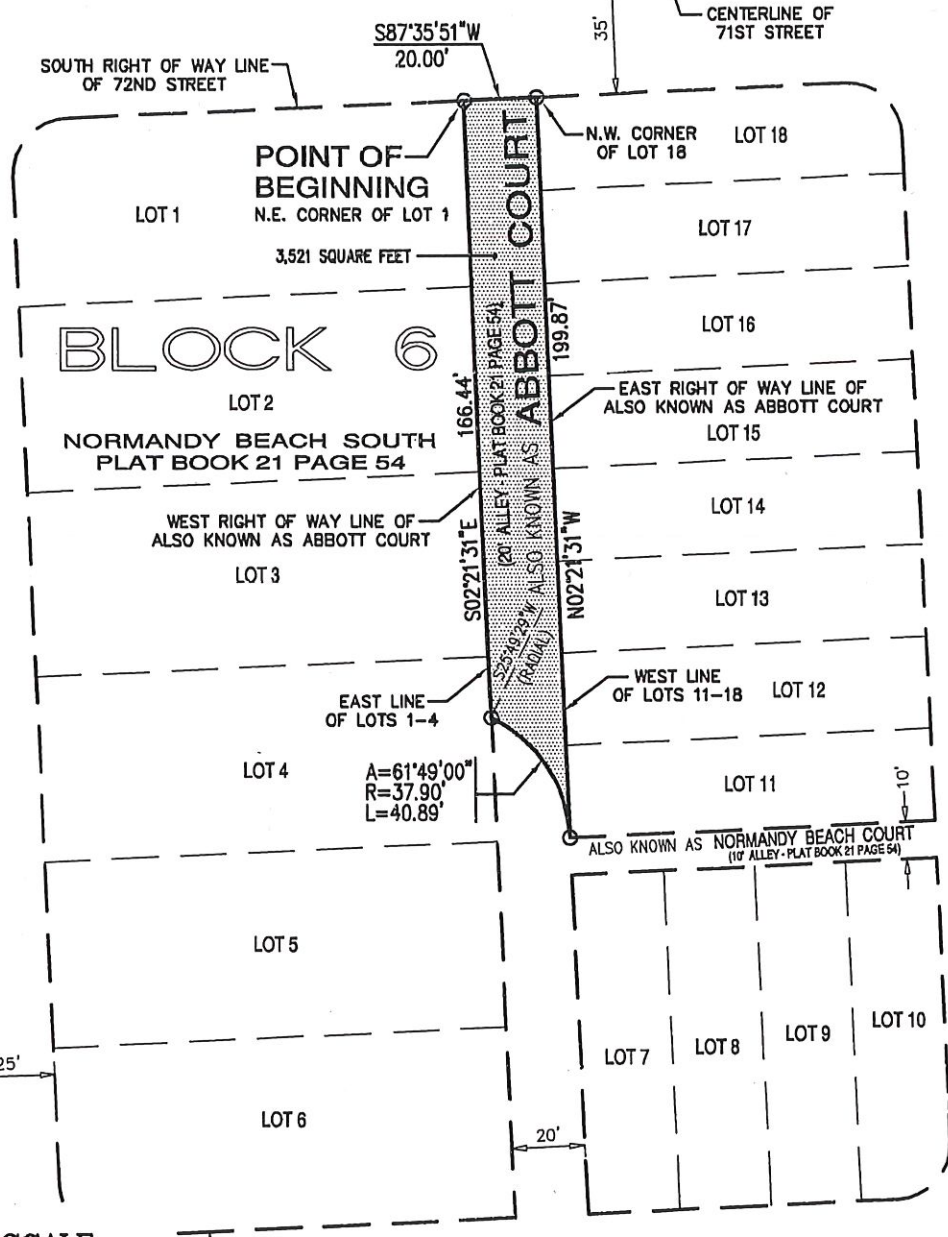 CENTERLINE OF
71ST STREET
35'
S87°35'51"W
20.00'
SOUTH RIGHT OF WAY LINE
OF 72ND STREET
N.W. CORNER
OF LOT 18
LOT 18
POINT OF
BEGINNING
N.E. CORNER OF LOT 1
LOT 1
LOT 17
3,521 SQUARE FEET
BLOCK 6
LOT 16
LOT 2
NORMANDY BEACH SOUTH
PLAT BOOK 21 PAGE 54
166.44'
S02°21'31"E
(20' ALLEY - PLAT BOOK 21 PAGE 54)
ALSO KNOWN AS ABBOTT COURT
199.87'
N02°21'31"W
EAST RIGHT OF WAY LINE OF
ALSO KNOWN AS ABBOTT COURT
LOT 15
WEST RIGHT OF WAY LINE OF
ALSO KNOWN AS ABBOTT COURT
LOT 14
LOT 3
LOT 13
S25°49'29"W
(RADIAL)
WEST LINE
OF LOTS 11-18
LOT 12
EAST LINE
OF LOTS 1-4
LOT 4
A=61°49'00"
R=37.90'
L=40.89'
LOT 11
10'
ALSO KNOWN AS NORMANDY BEACH COURT
(10' ALLEY - PLAT BOOK 21 PAGE 54)
LOT 5
LOT 7
LOT 8
LOT 9
LOT 10
25'
LOT 6
20'
SCALE